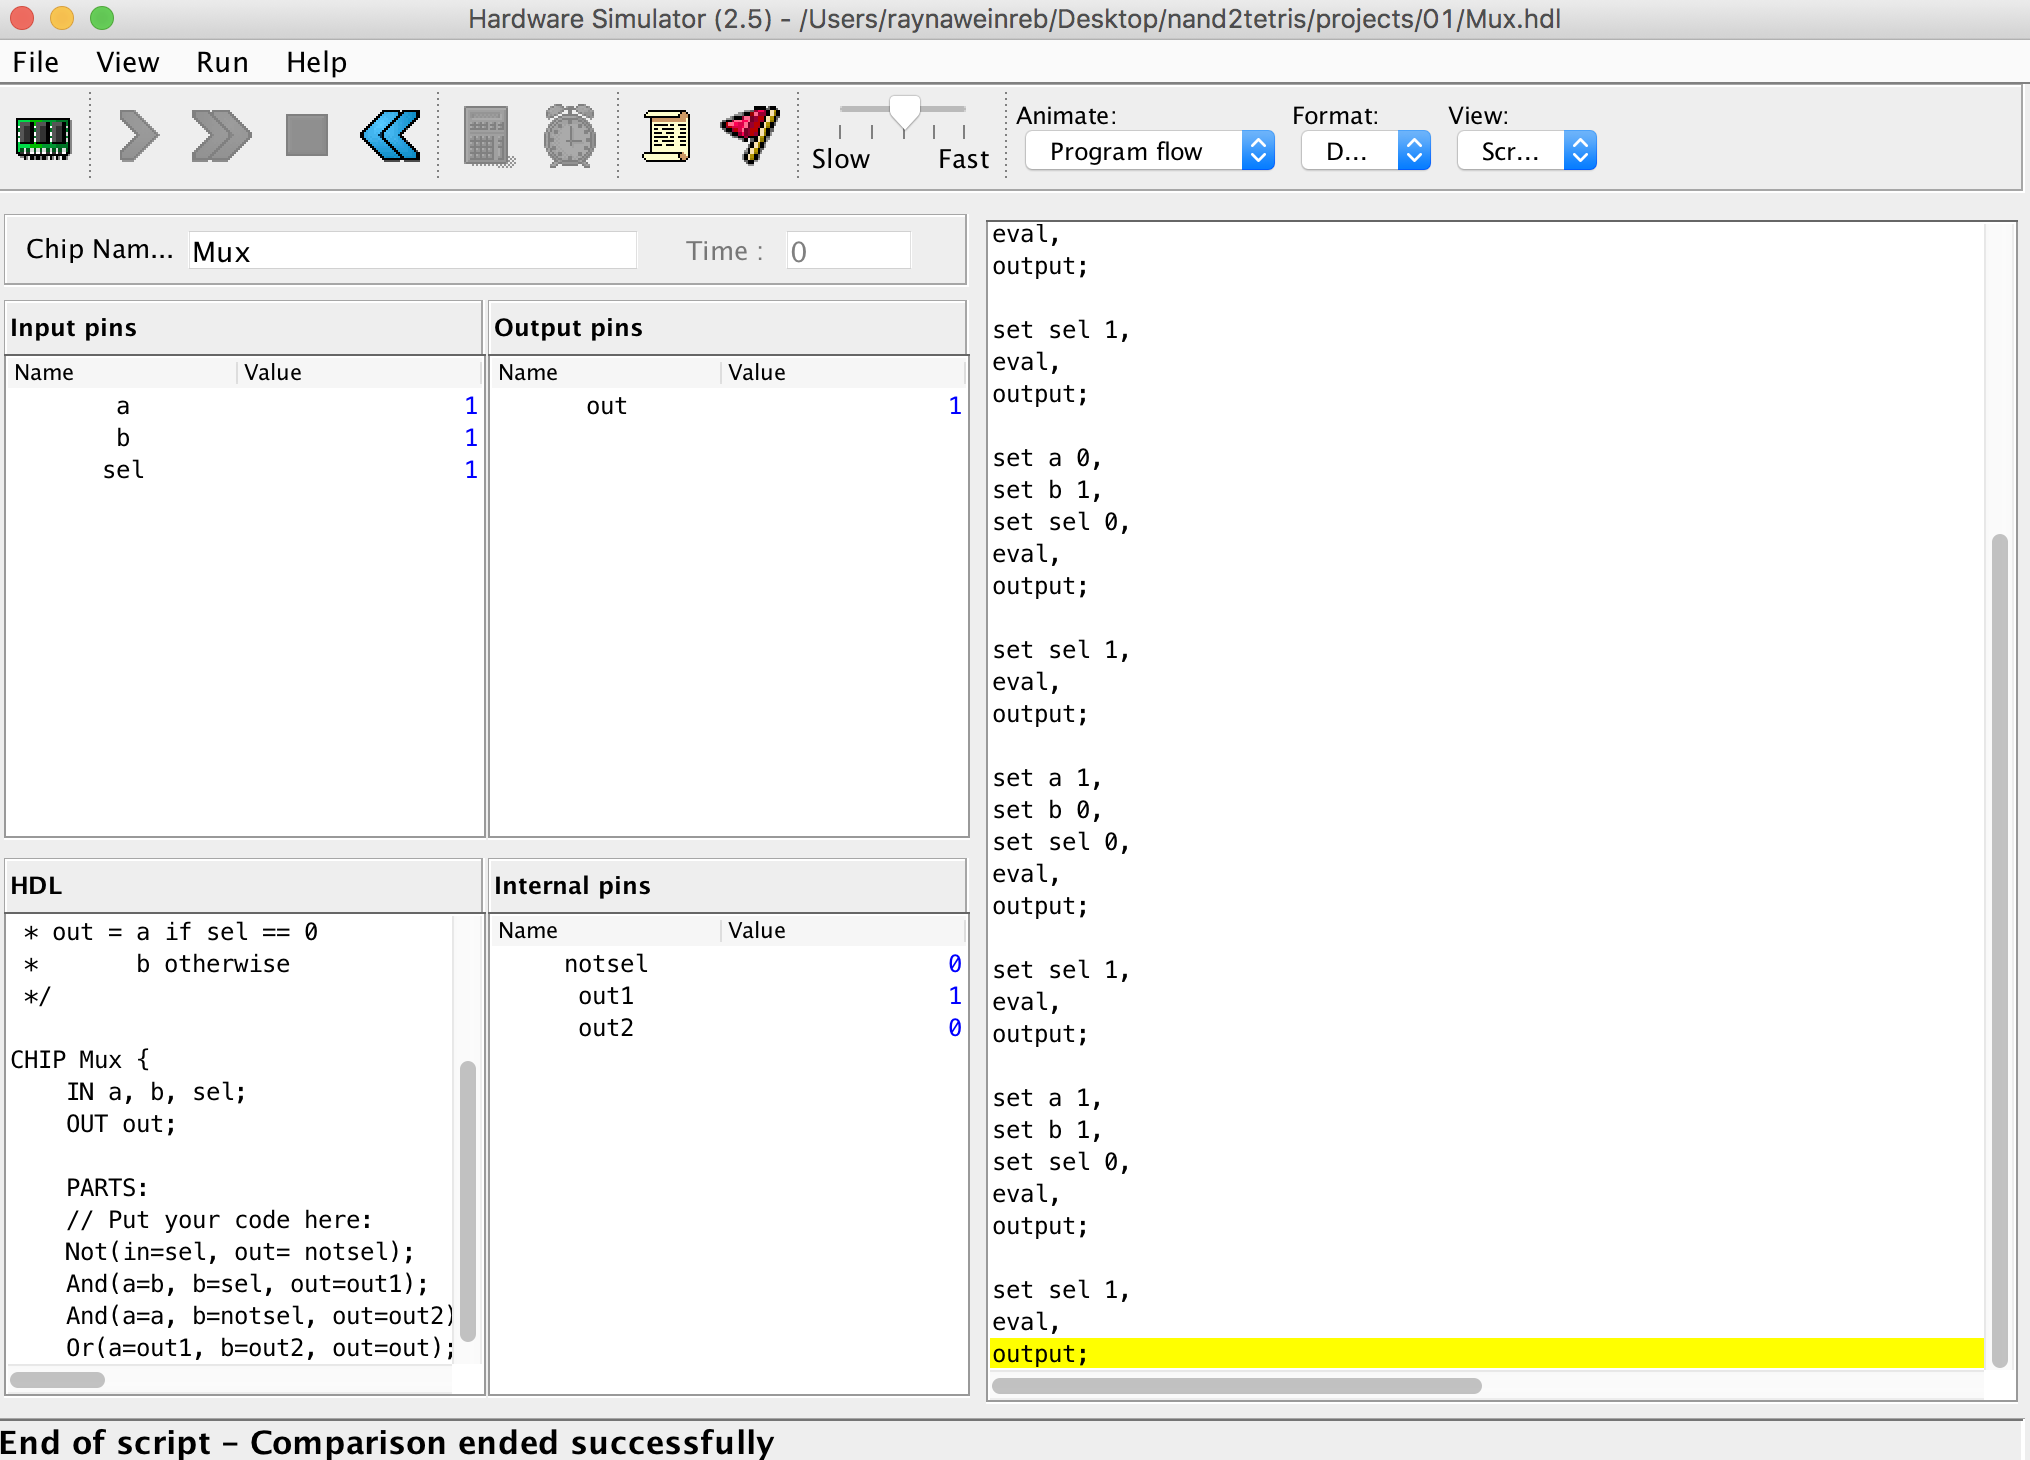 Hardware Simulator (2.5) - /Users/raynaweinreb/Desktop/nand2tetris/projects/01/Mux.hdl
File View Run Help
Slow Fast
Animate: Format: View:
Program flow D... Scr...
Chip Nam... Mux Time : 0
Input pins
Name Value
a 1
b 1
sel 1
Output pins
Name Value
out 1
HDL
* out = a if sel == 0
* b otherwise
*/
CHIP Mux {
IN a, b, sel;
OUT out;
PARTS:
// Put your code here:
Not(in=sel, out= notsel);
And(a=b, b=sel, out=out1);
And(a=a, b=notsel, out=out2)
Or(a=out1, b=out2, out=out);
Internal pins
Name Value
notsel 0
out1 1
out2 0
eval,
output;
set sel 1,
eval,
output;
set a 0,
set b 1,
set sel 0,
eval,
output;
set sel 1,
eval,
output;
set a 1,
set b 0,
set sel 0,
eval,
output;
set sel 1,
eval,
output;
set a 1,
set b 1,
set sel 0,
eval,
output;
set sel 1,
eval,
output;
End of script – Comparison ended successfully